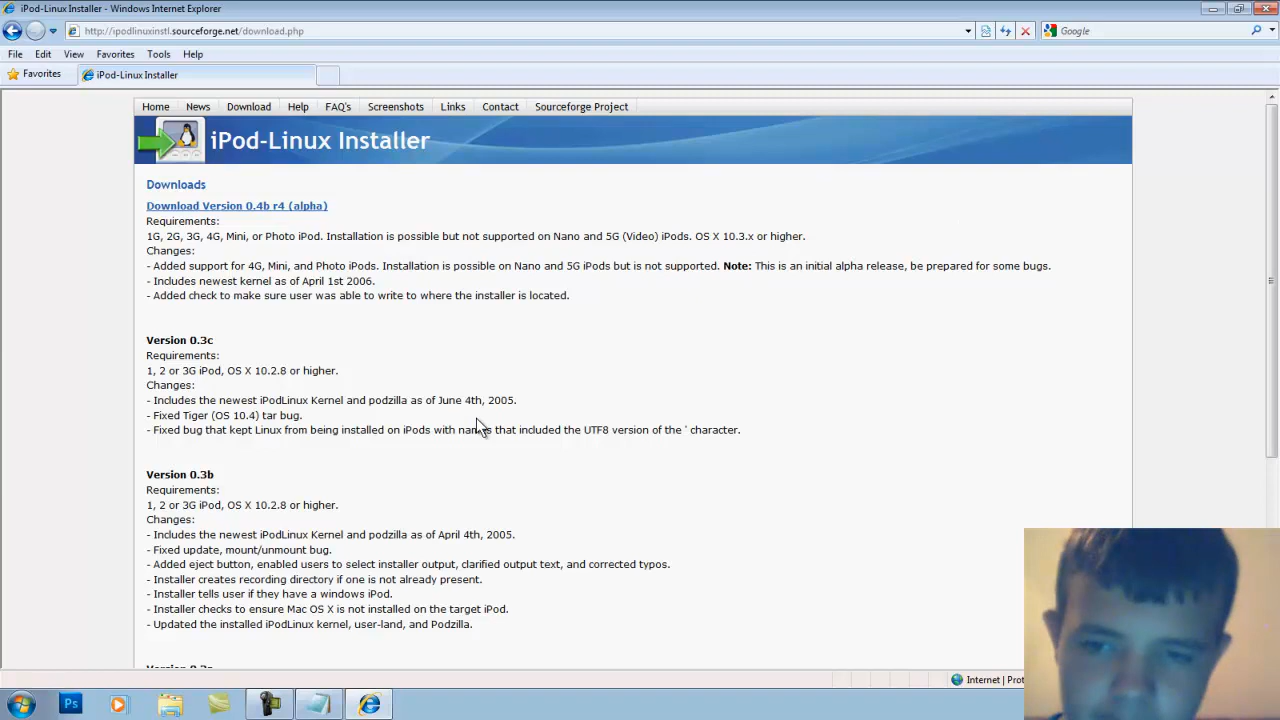 iPod-Linux Installer - Windows Internet Explorer
http://ipodlinuxinstl.sourceforge.net/download.php
Google
File Edit View Favorites Tools Help
Favorites iPod-Linux Installer
Home News Download Help FAQ's Screenshots Links Contact Sourceforge Project
iPod-Linux Installer
Downloads
Download Version 0.4b r4 (alpha)
Requirements:
1G, 2G, 3G, 4G, Mini, or Photo iPod. Installation is possible but not supported on Nano and 5G (Video) iPods. OS X 10.3.x or higher.
Changes:
- Added support for 4G, Mini, and Photo iPods. Installation is possible on Nano and 5G iPods but is not supported. Note: This is an initial alpha release, be prepared for some bugs.
- Includes newest kernel as of April 1st 2006.
- Added check to make sure user was able to write to where the installer is located.
Version 0.3c
Requirements:
1, 2 or 3G iPod, OS X 10.2.8 or higher.
Changes:
- Includes the newest iPodLinux Kernel and podzilla as of June 4th, 2005.
- Fixed Tiger (OS 10.4) tar bug.
- Fixed bug that kept Linux from being installed on iPods with names that included the UTF8 version of the ' character.
Version 0.3b
Requirements:
1, 2 or 3G iPod, OS X 10.2.8 or higher.
Changes:
- Includes the newest iPodLinux Kernel and podzilla as of April 4th, 2005.
- Fixed update, mount/unmount bug.
- Added eject button, enabled users to select installer output, clarified output text, and corrected typos.
- Installer creates recording directory if one is not already present.
- Installer tells user if they have a windows iPod.
- Installer checks to ensure Mac OS X is not installed on the target iPod.
- Updated the installed iPodLinux kernel, user-land, and Podzilla.
Internet | Prot
Ps